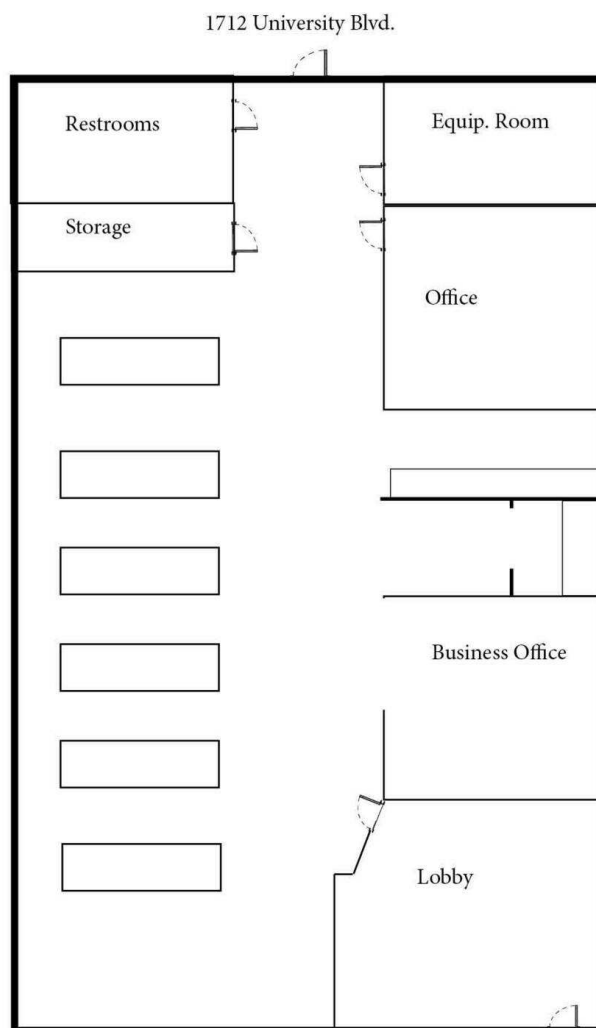 1712 University Blvd.
Restrooms
Equip. Room
Storage
Office
Business Office
Lobby